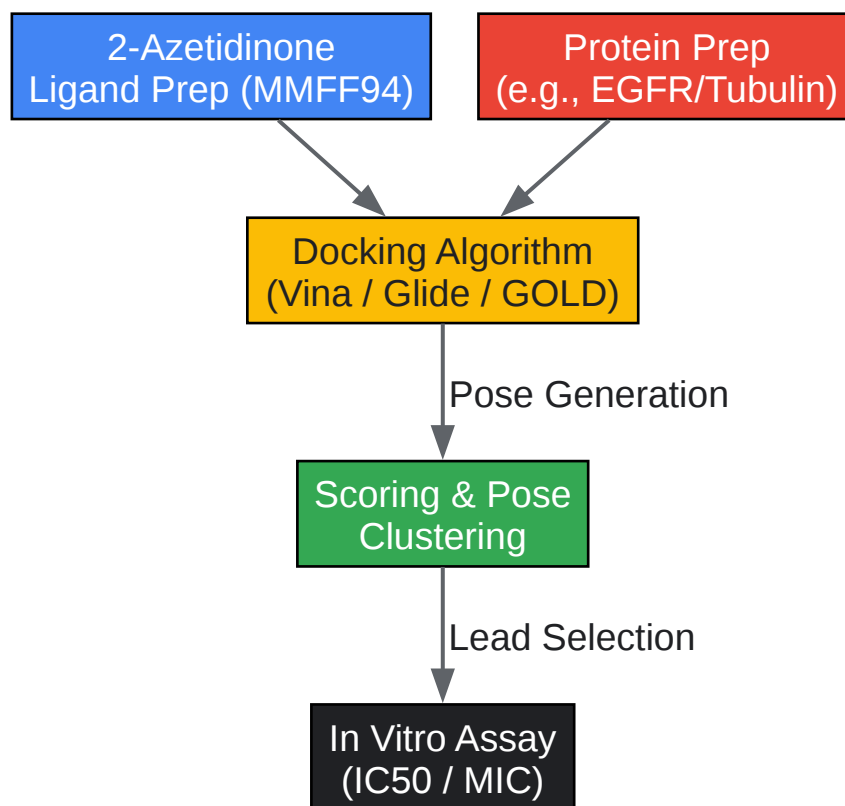 2-Azetidinone
Ligand Prep (MMFF94)
Protein Prep
(e.g., EGFR/Tubulin)
Docking Algorithm
(Vina / Glide / GOLD)
Pose Generation
Scoring & Pose
Clustering
Lead Selection
In Vitro Assay
(IC50 / MIC)